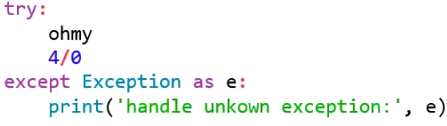 try:
    ohmy
    4/0
except Exception as e:
    print('handle unkown exception:', e)